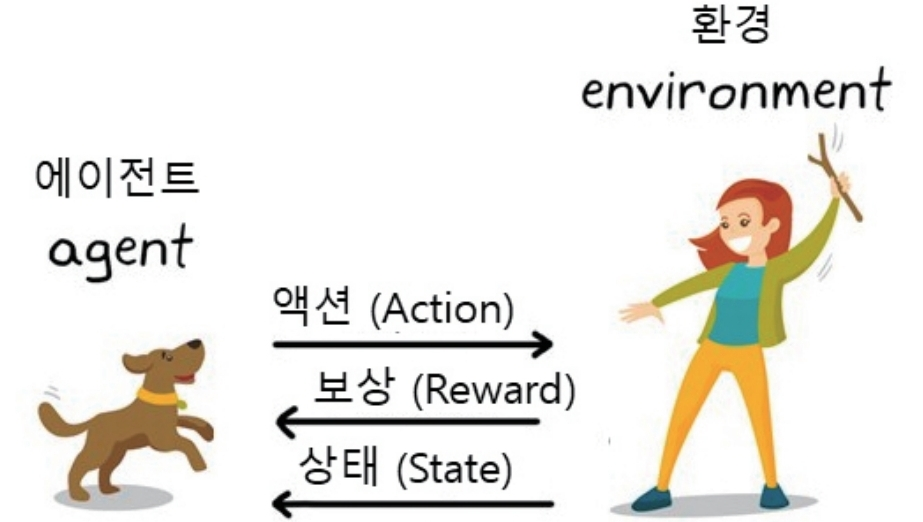 환경
environment
에이전트
agent
액션 (Action)
보상 (Reward)
상태 (State)